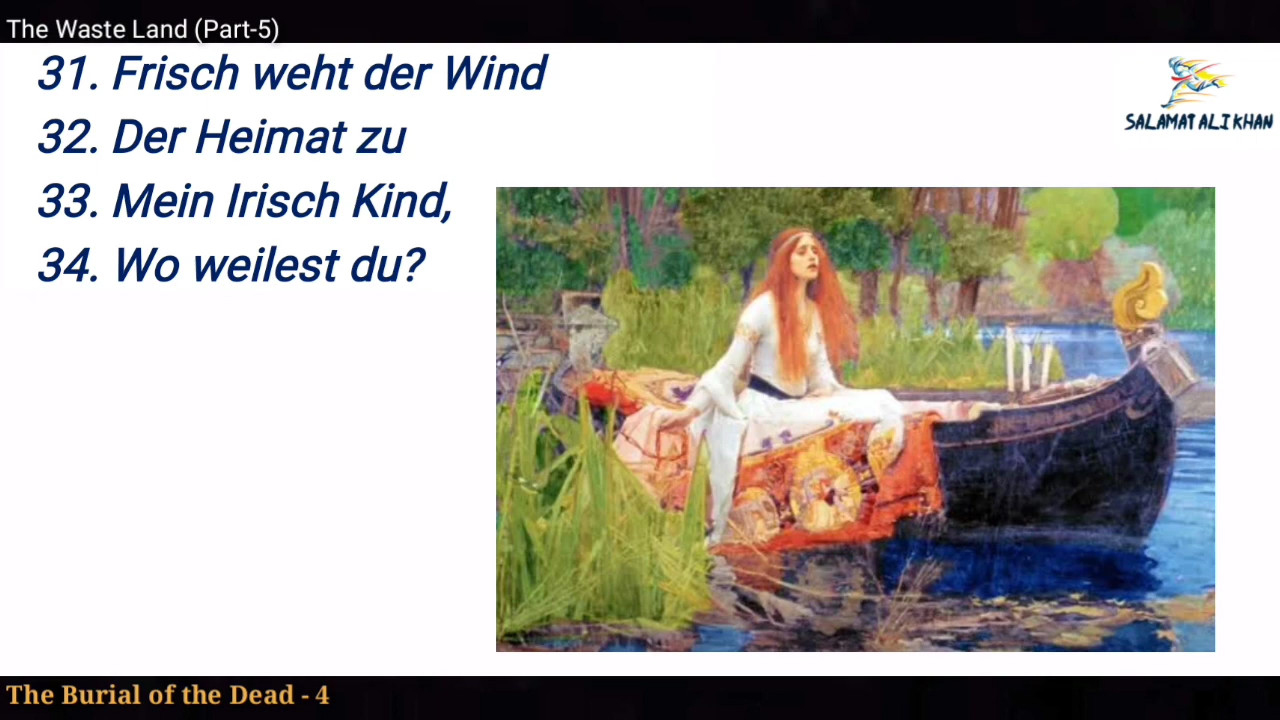 The Waste Land (Part-5)
31. Frisch weht der Wind
32. Der Heimat zu
33. Mein Irisch Kind,
34. Wo weilest du?
SALAMAT ALI KHAN
The Burial of the Dead - 4